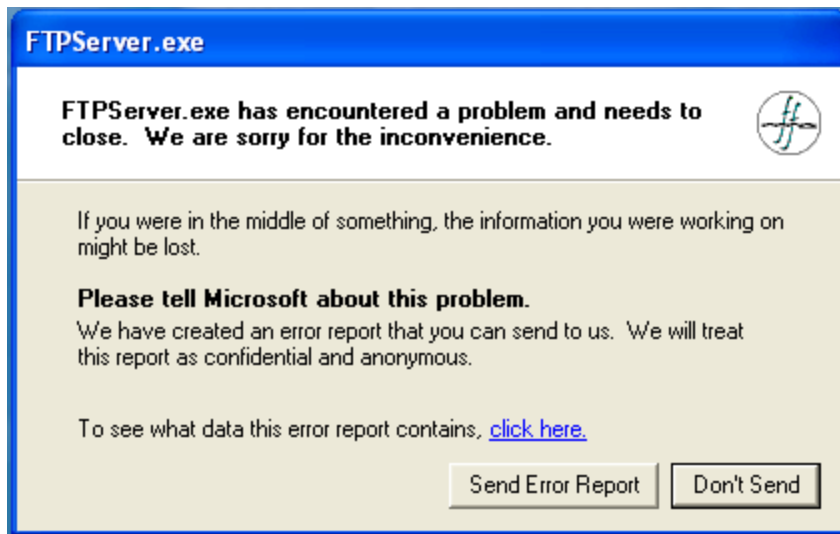 FTPServer.exe
FTPServer.exe has encountered a problem and needs to
close.  We are sorry for the inconvenience.
If you were in the middle of something, the information you were working on
might be lost.
Please tell Microsoft about this problem.
We have created an error report that you can send to us.  We will treat
this report as confidential and anonymous.
To see what data this error report contains, click here.
Send Error Report
Don't Send